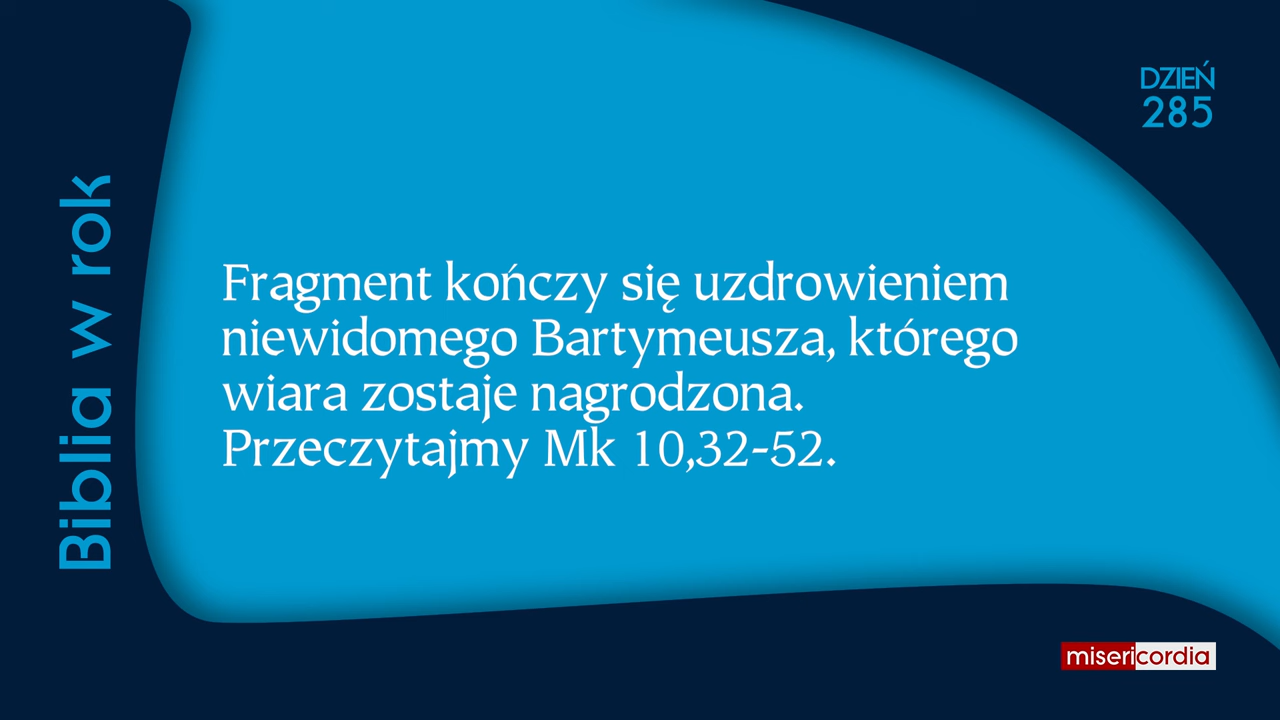 Biblia w rok
DZIEŃ
285
Fragment kończy się uzdrowieniem
niewidomego Bartymeusza, którego
wiara zostaje nagrodzona.
Przeczytajmy Mk 10,32-52.
misericordia